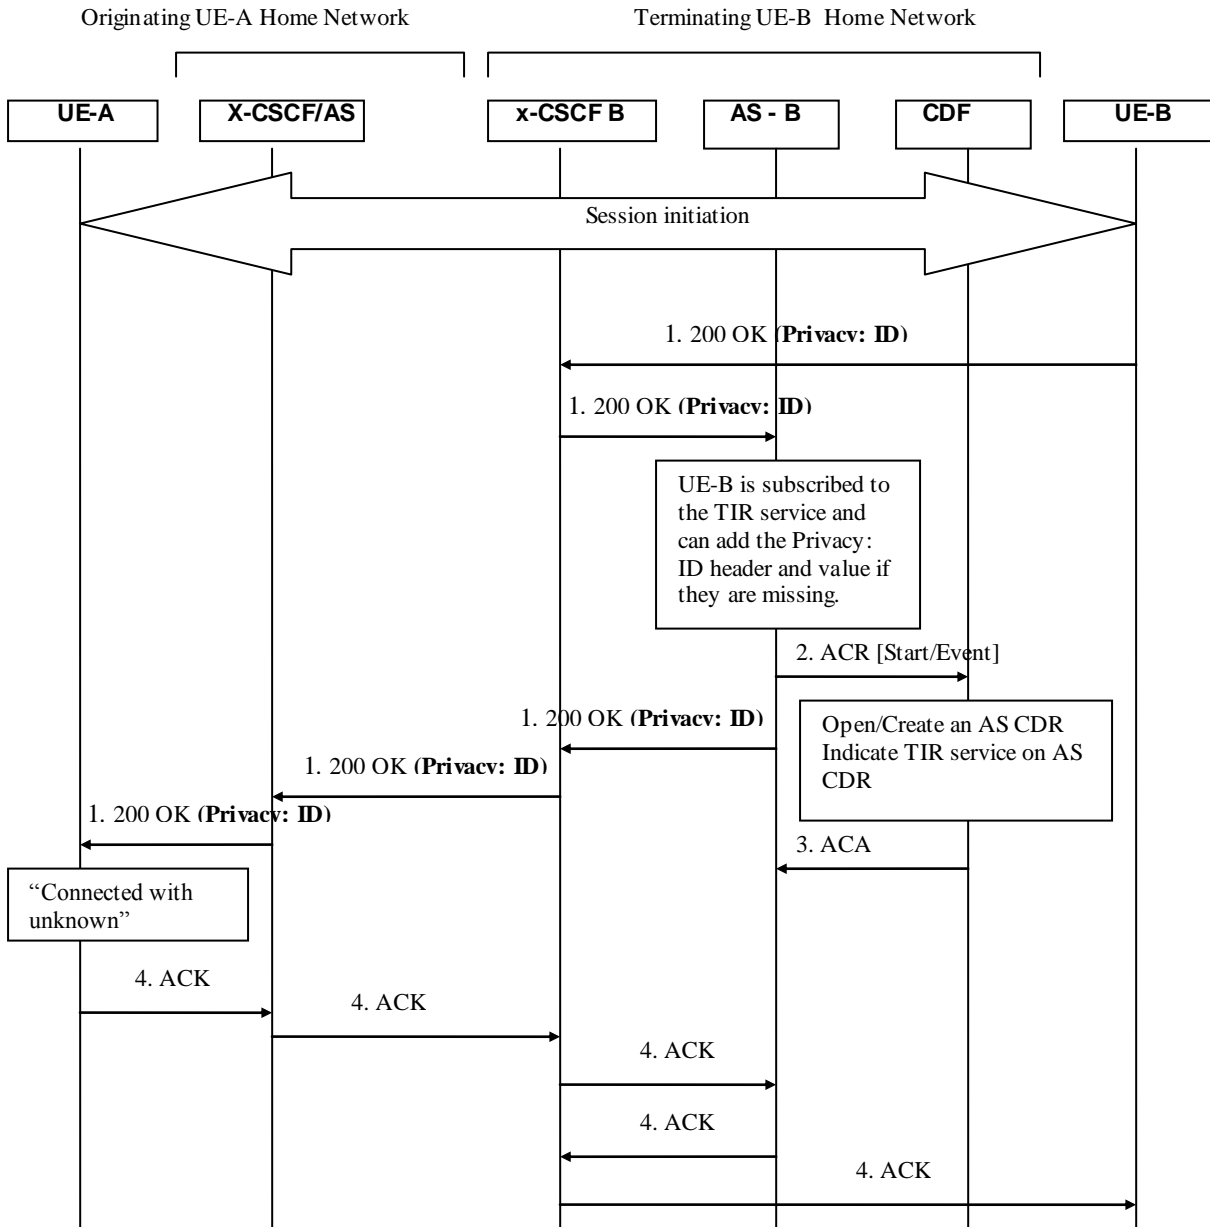 Originating UE-A Home Network
Terminating UE-B Home Network
UE-A
X-CSCF/AS
x-CSCF B
AS - B
CDF
UE-B
Session initiation
1. 200 OK (Privacy: ID)
1. 200 OK (Privacy: ID)
UE-B is subscribed to
the TIR service and
can add the Privacy:
ID header and value if
they are missing.
2. ACR [Start/Event]
1. 200 OK (Privacy: ID)
Open/Create an AS CDR
Indicate TIR service on AS
CDR
1. 200 OK (Privacy: ID)
1. 200 OK (Privacy: ID)
3. ACA
“Connected with
unknown”
4. ACK
4. ACK
4. ACK
4. ACK
4. ACK